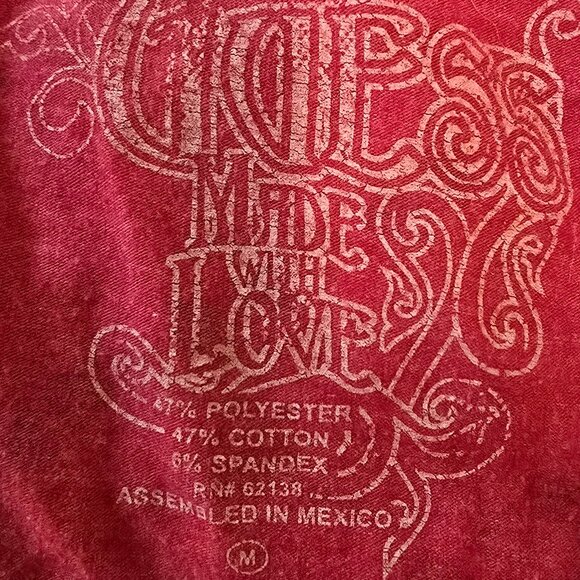 MADE
WITH
LOVE
47% POLYESTER
47% COTTON
6% SPANDEX
RN# 62138
ASSEMBLED IN MEXICO
M